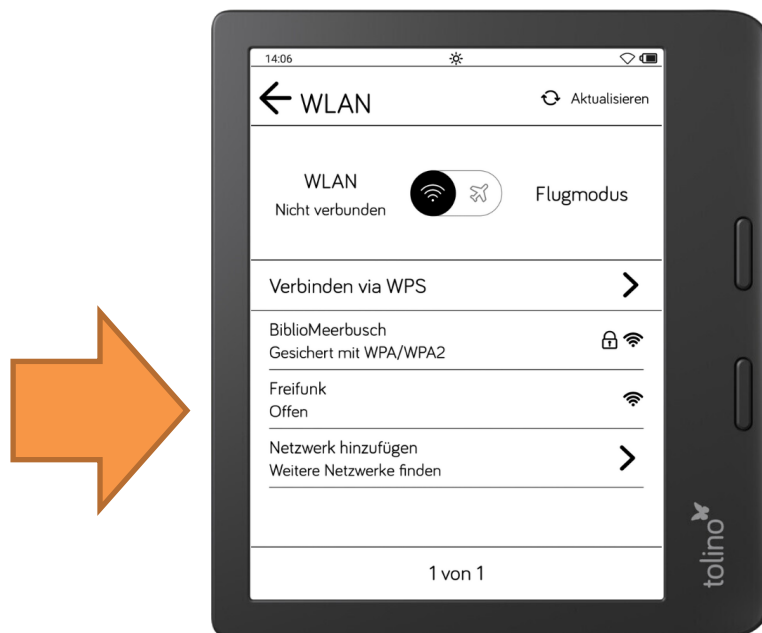 14:06
WLAN
Aktualisieren
WLAN
Nicht verbunden
Flugmodus
Verbinden via WPS
BiblioMeerbusch
Gesichert mit WPA/WPA2
Freifunk
Offen
Netzwerk hinzufügen
Weitere Netzwerke finden
1 von 1
tolino